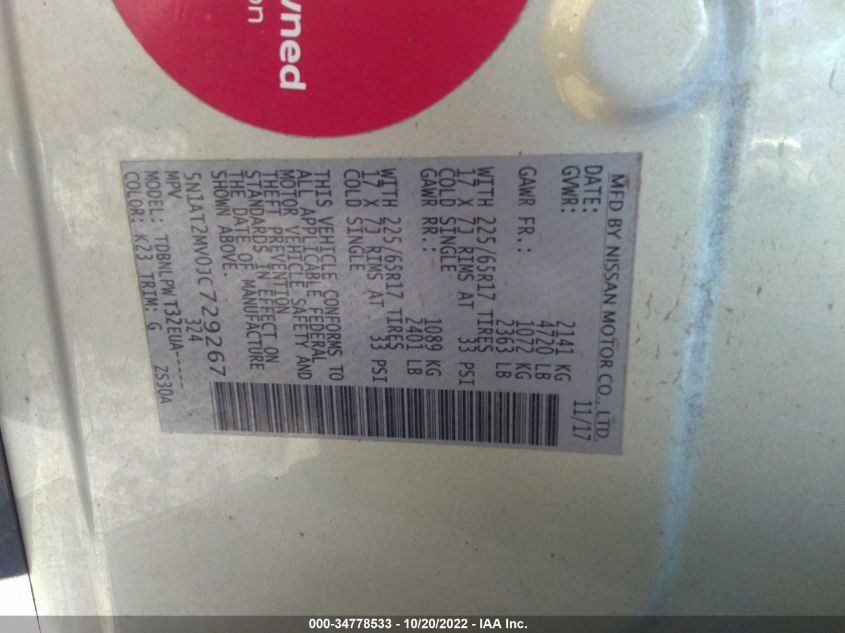 wned
on
MFD BY NISSAN MOTOR CO., LTD.
DATE: 11/17
GVWR: 2141 KG
4720 LB
GAWR FR.: 1072 KG
2363 LB
WITH 225/65R17 TIRES
17 X 7J RIMS AT 33 PSI
COLD SINGLE
GAWR RR.: 1089 KG
2401 LB
WITH 225/65R17 TIRES
17 X 7J RIMS AT 33 PSI
COLD SINGLE
THIS VEHICLE CONFORMS TO
ALL APPLICABLE FEDERAL
MOTOR VEHICLE SAFETY AND
THEFT PREVENTION
STANDARDS IN EFFECT ON
THE DATE OF MANUFACTURE
SHOWN ABOVE.
5N1AT2MV0JC729267
MPV 324
MODEL: TDBNLPWT32EUA-----
COLOR: K23 TRIM: G ZS30A
000-34778533 - 10/20/2022 - IAA Inc.